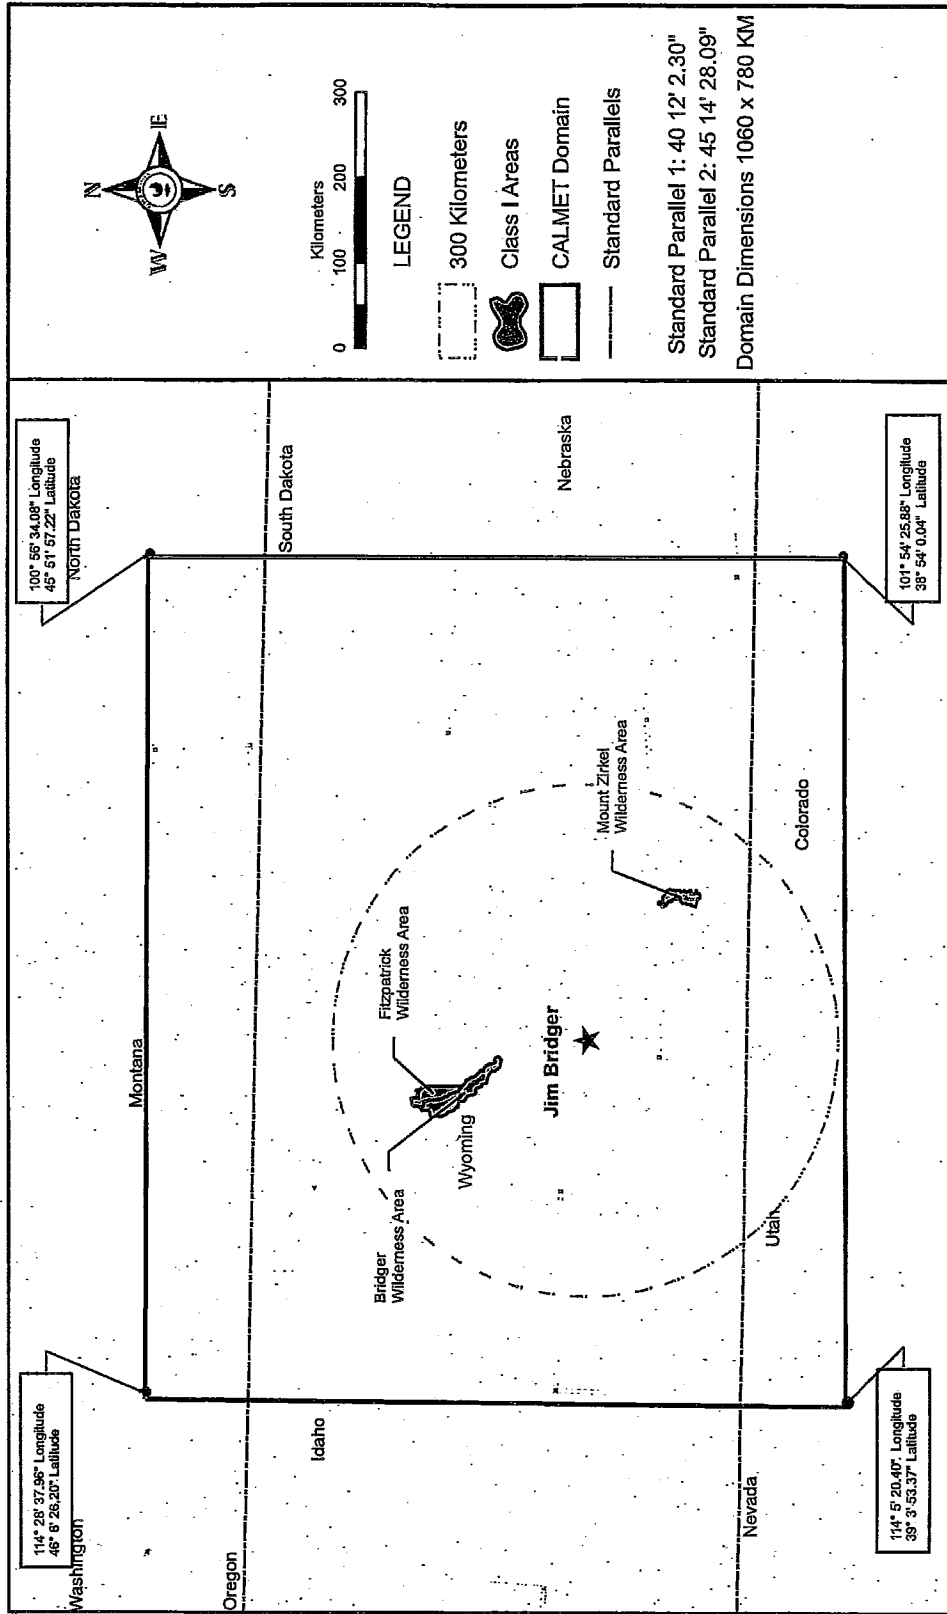 114° 28' 37.96" Longitude
46° 6' 26.20" Latitude
Washington
Oregon
Idaho
Nevada
114° 5' 20.40" Longitude
39° 3' 53.37" Latitude
Montana
Bridger
Wilderness Area
Fitzpatrick
Wilderness Area
Wyoming
Jim Bridger
Mount Zirkel
Wilderness Area
Utah
Colorado
100° 56' 34.08" Longitude
45° 51' 57.22" Latitude
North Dakota
South Dakota
Nebraska
101° 54' 25.88" Longitude
38° 54' 0.04" Latitude
N
W
E
S
Kilometers
0 100 200 300
LEGEND
300 Kilometers
Class I Areas
CALMET Domain
Standard Parallels
Standard Parallel 1: 40 12' 2.30"
Standard Parallel 2: 45 14' 28.09"
Domain Dimensions 1060 x 780 KM